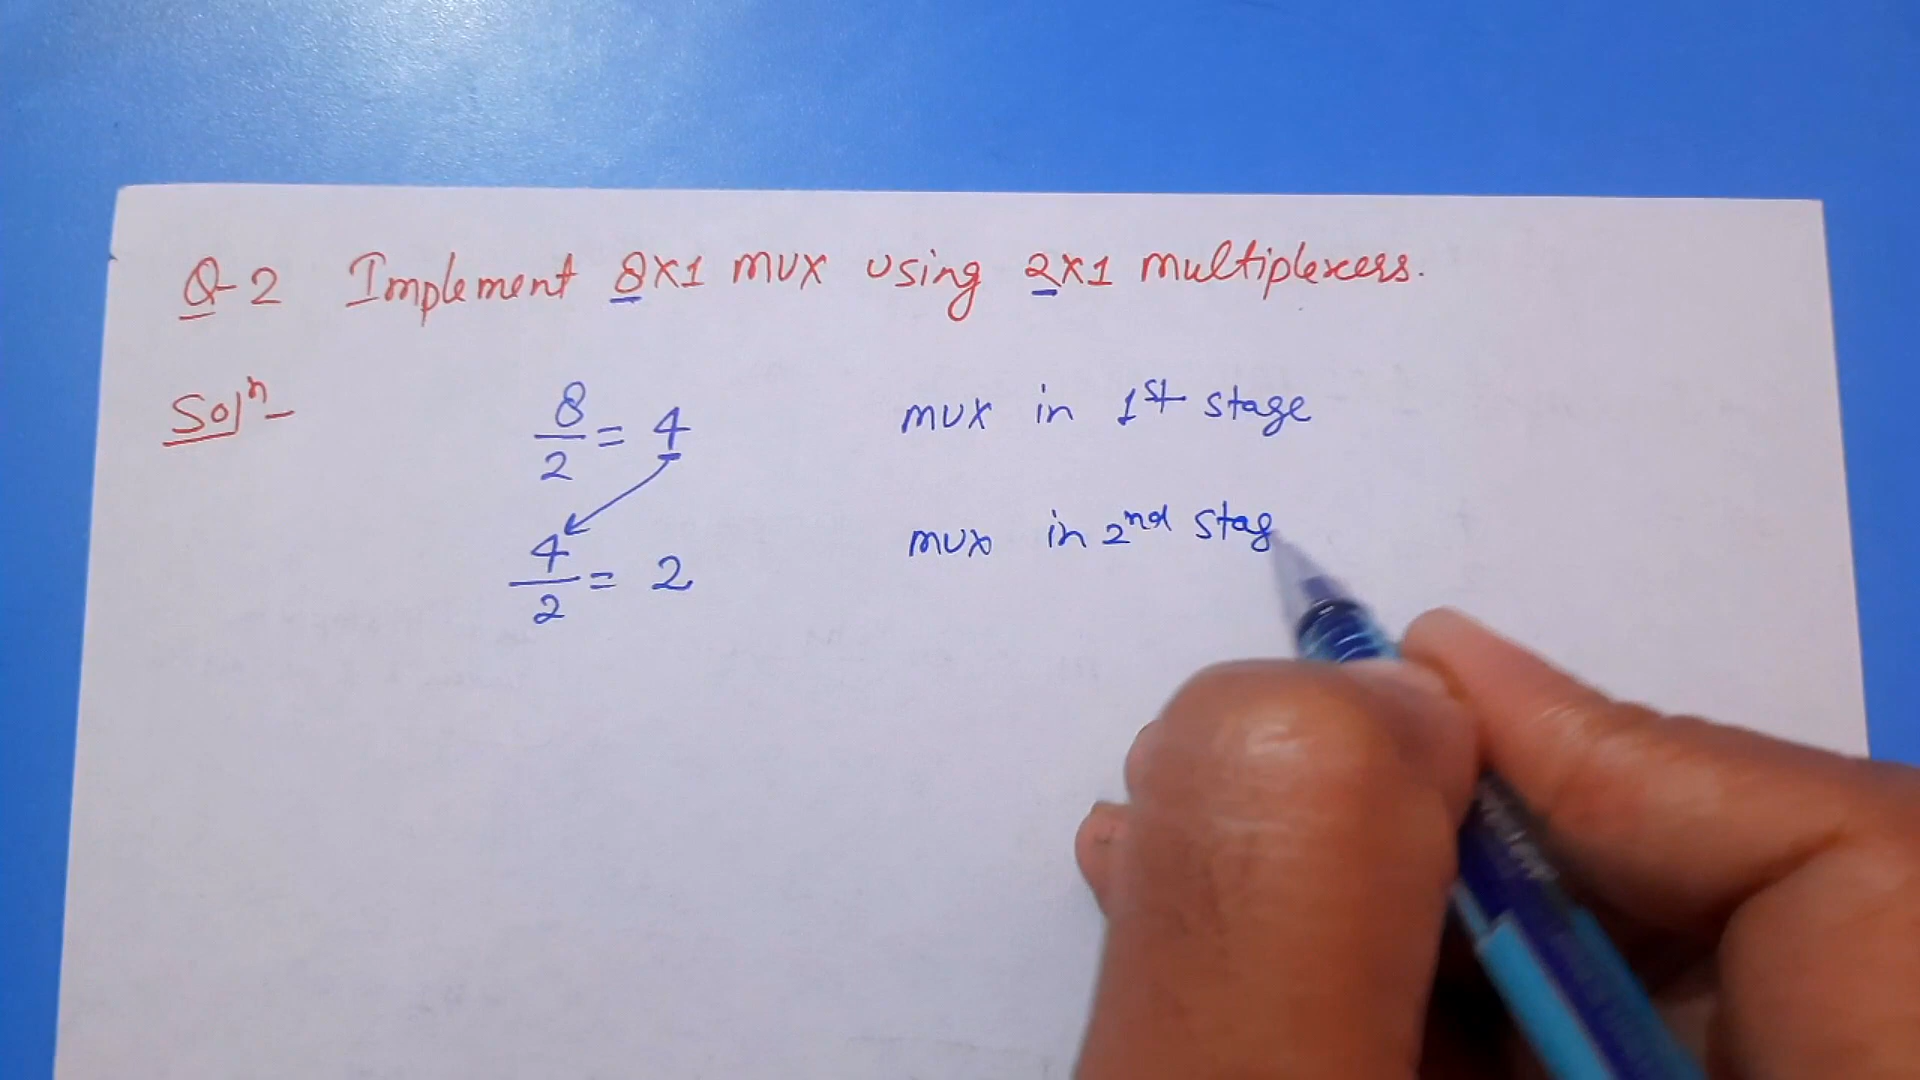 Q-2 Implement 8x1 mux using 2x1 multiplexers.
Solⁿ-
8/2 = 4 mux in 1st stage
4/2 = 2 mux in 2nd stag